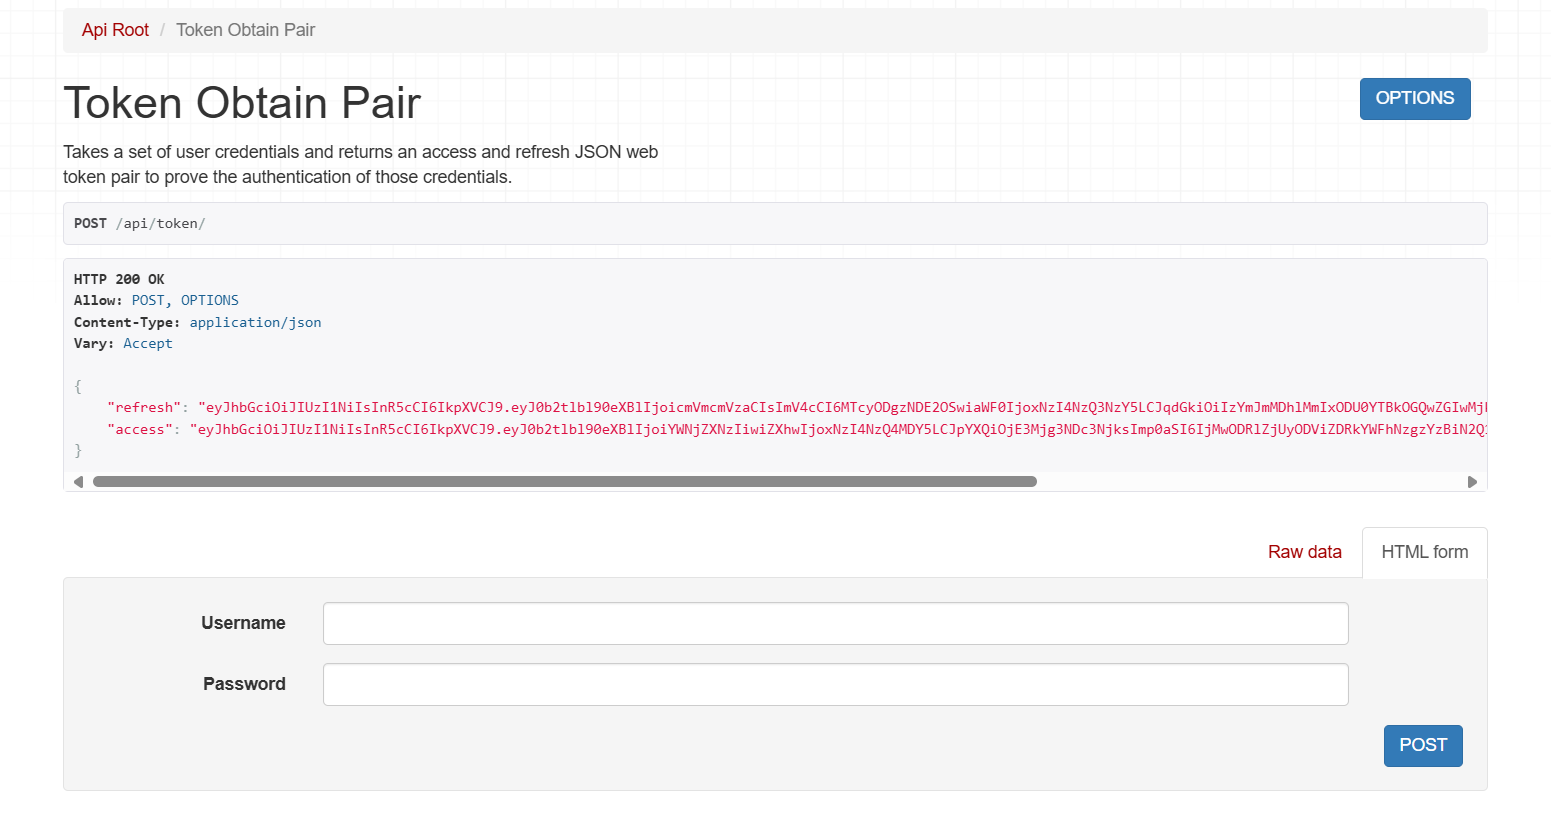 Api Root / Token Obtain Pair
Token Obtain Pair
OPTIONS
Takes a set of user credentials and returns an access and refresh JSON web
token pair to prove the authentication of those credentials.
POST /api/token/
HTTP 200 OK
Allow: POST, OPTIONS
Content-Type: application/json
Vary: Accept
{
"refresh": "eyJhbGciOiJIUzI1NiIsInR5cCI6IkpXVCJ9.eyJ0b2tlbl90eXBlIjoicmVmcmVzaCIsImV4cCI6MTcyODgzNDE2OSwiaWF0IjoxNzI4NzQ3NzY5LCJqdGkiOiIzYmJmMDhlMmIxODU0YTBkOGQwZGIwMj
"access": "eyJhbGciOiJIUzI1NiIsInR5cCI6IkpXVCJ9.eyJ0b2tlbl90eXBlIjoiYWNjZXNzIiwiZXhwIjoxNzI4NzQ4MDY5LCJpYXQiOjE3Mjg3NDc3NjksImp0aSI6IjMwODRlZjUyODViZDRkYWFhNzgzYzBiN2Q
}
Raw data
HTML form
Username
Password
POST